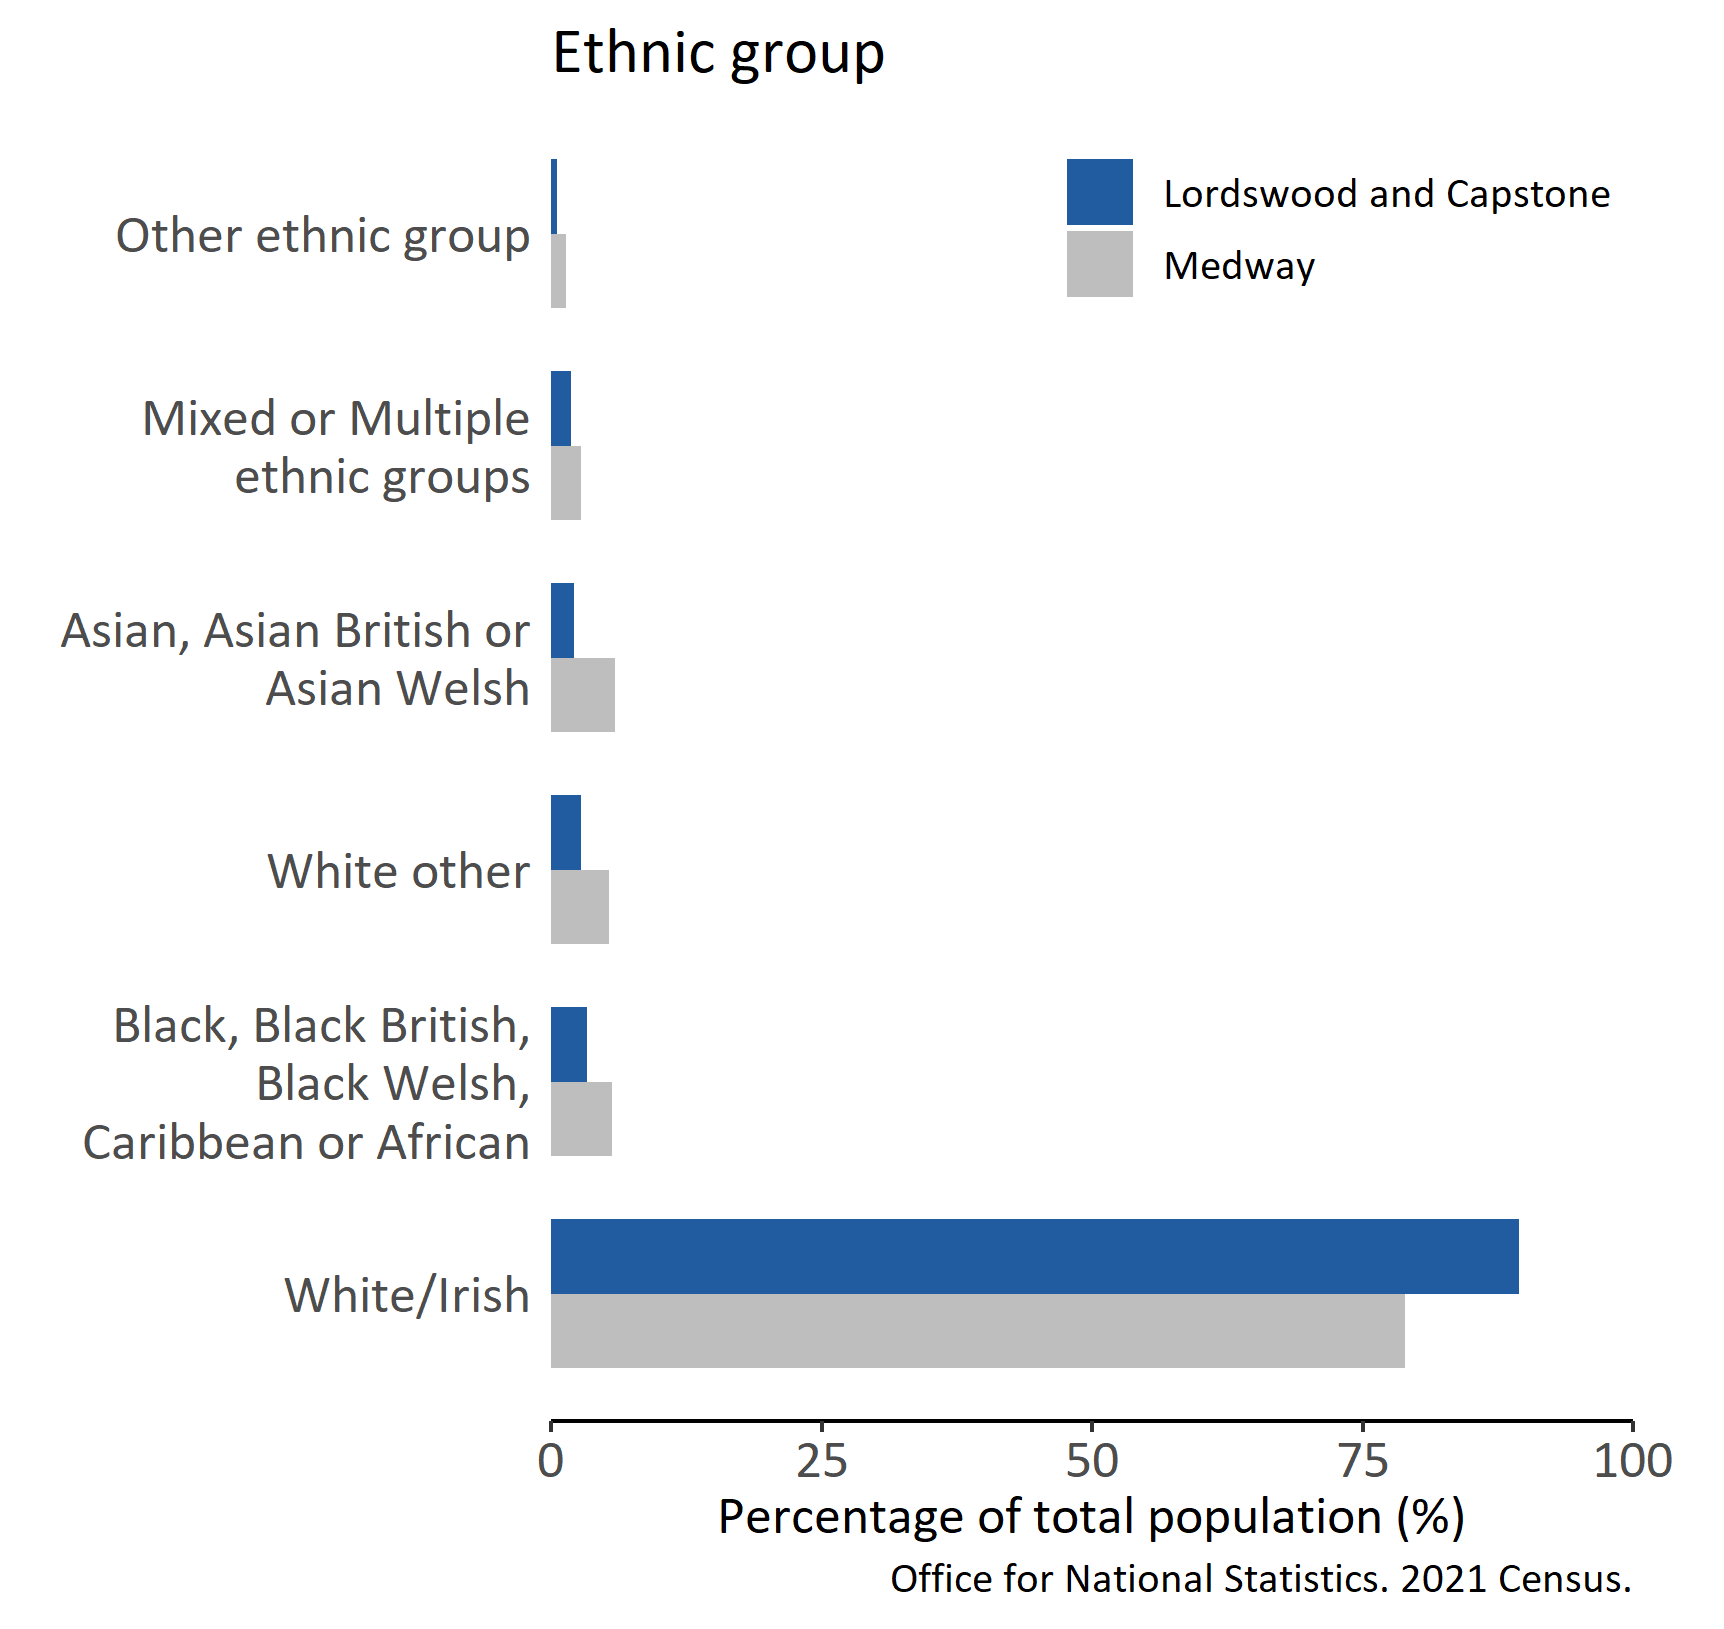 Ethnic group
Lordswood and Capstone
Medway
Other ethnic group
Mixed or Multiple
ethnic groups
Asian, Asian British or
Asian Welsh
White other
Black, Black British,
Black Welsh,
Caribbean or African
White/Irish
0 25 50 75 100
Percentage of total population (%)
Office for National Statistics. 2021 Census.